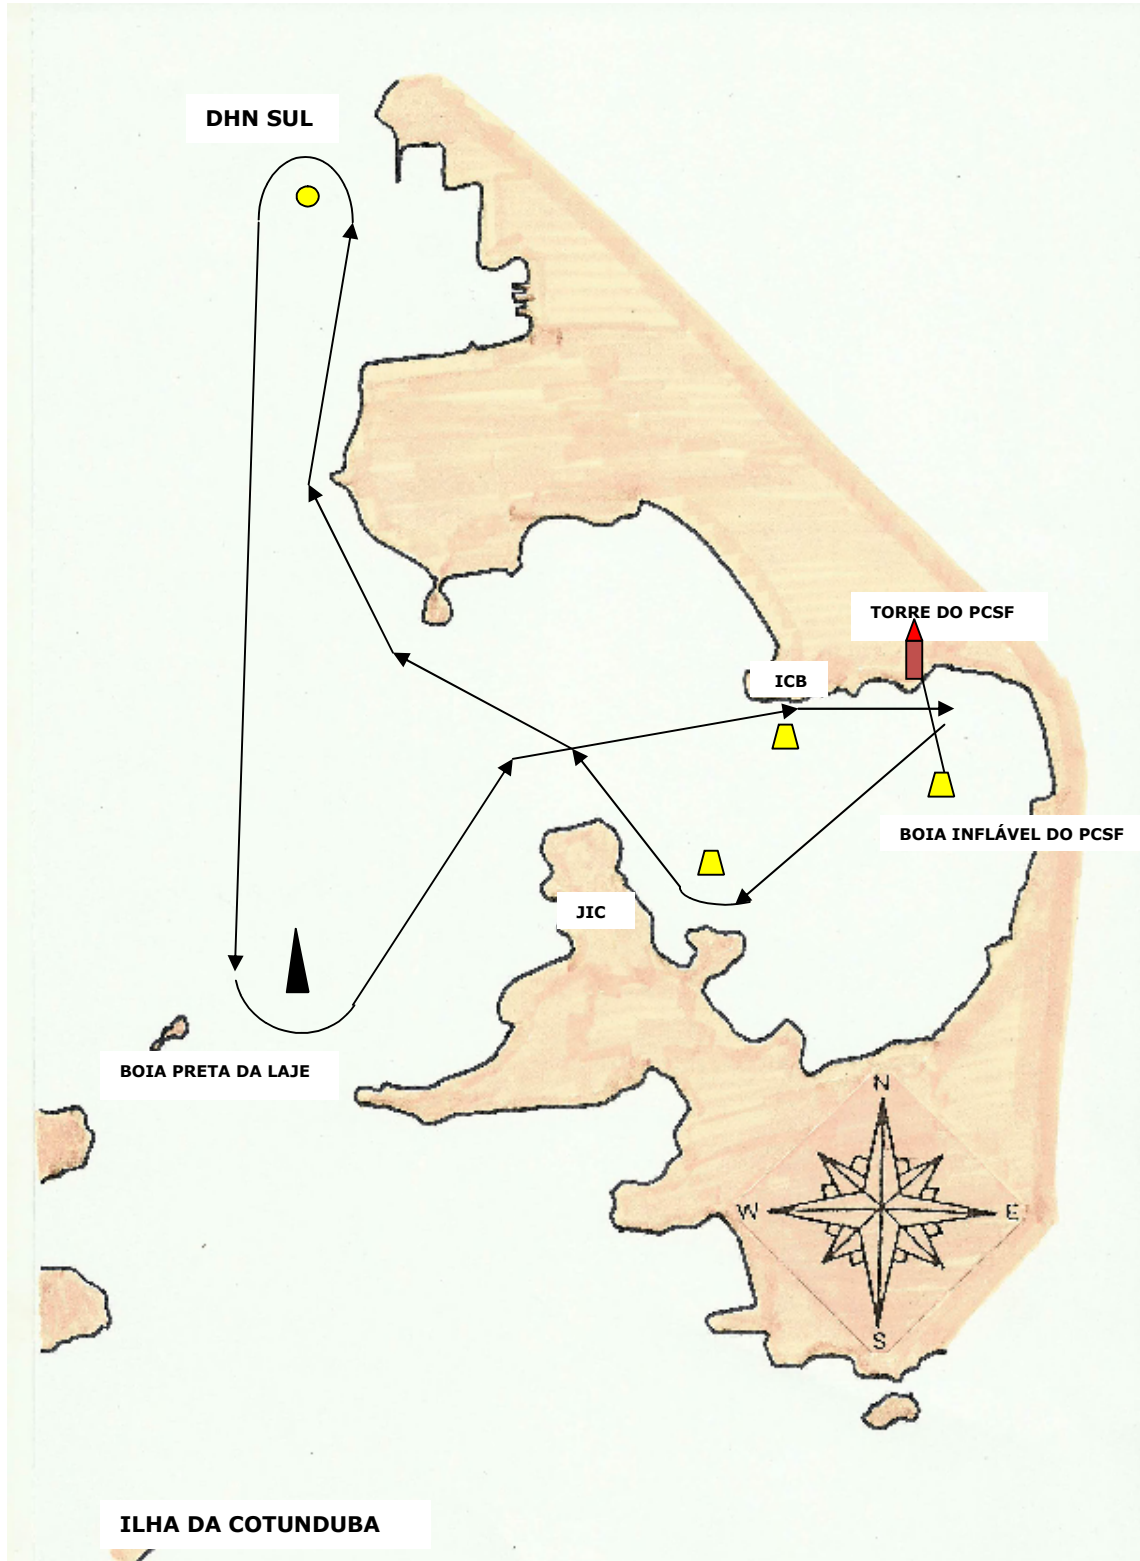 DHN SUL
TORRE DO PCSF
ICB
BOIA INFLÁVEL DO PCSF
JIC
BOIA PRETA DA LAJE
N
W
E
S
ILHA DA COTUNDUBA